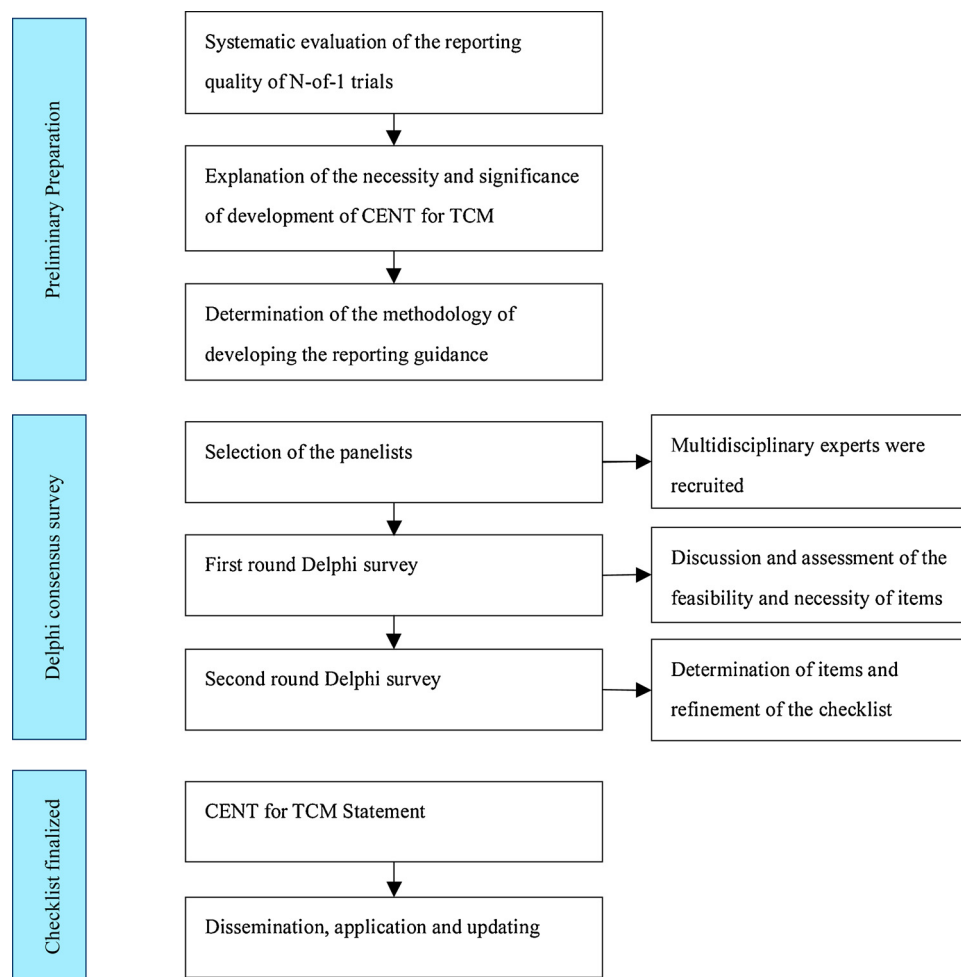 Preliminary Preparation
Systematic evaluation of the reporting
quality of N-of-1 trials
Explanation of the necessity and significance
of development of CENT for TCM
Determination of the methodology of
developing the reporting guidance
Delphi consensus survey
Selection of the panelists
Multidisciplinary experts were
recruited
First round Delphi survey
Discussion and assessment of the
feasibility and necessity of items
Second round Delphi survey
Determination of items and
refinement of the checklist
Checklist finalized
CENT for TCM Statement
Dissemination, application and updating